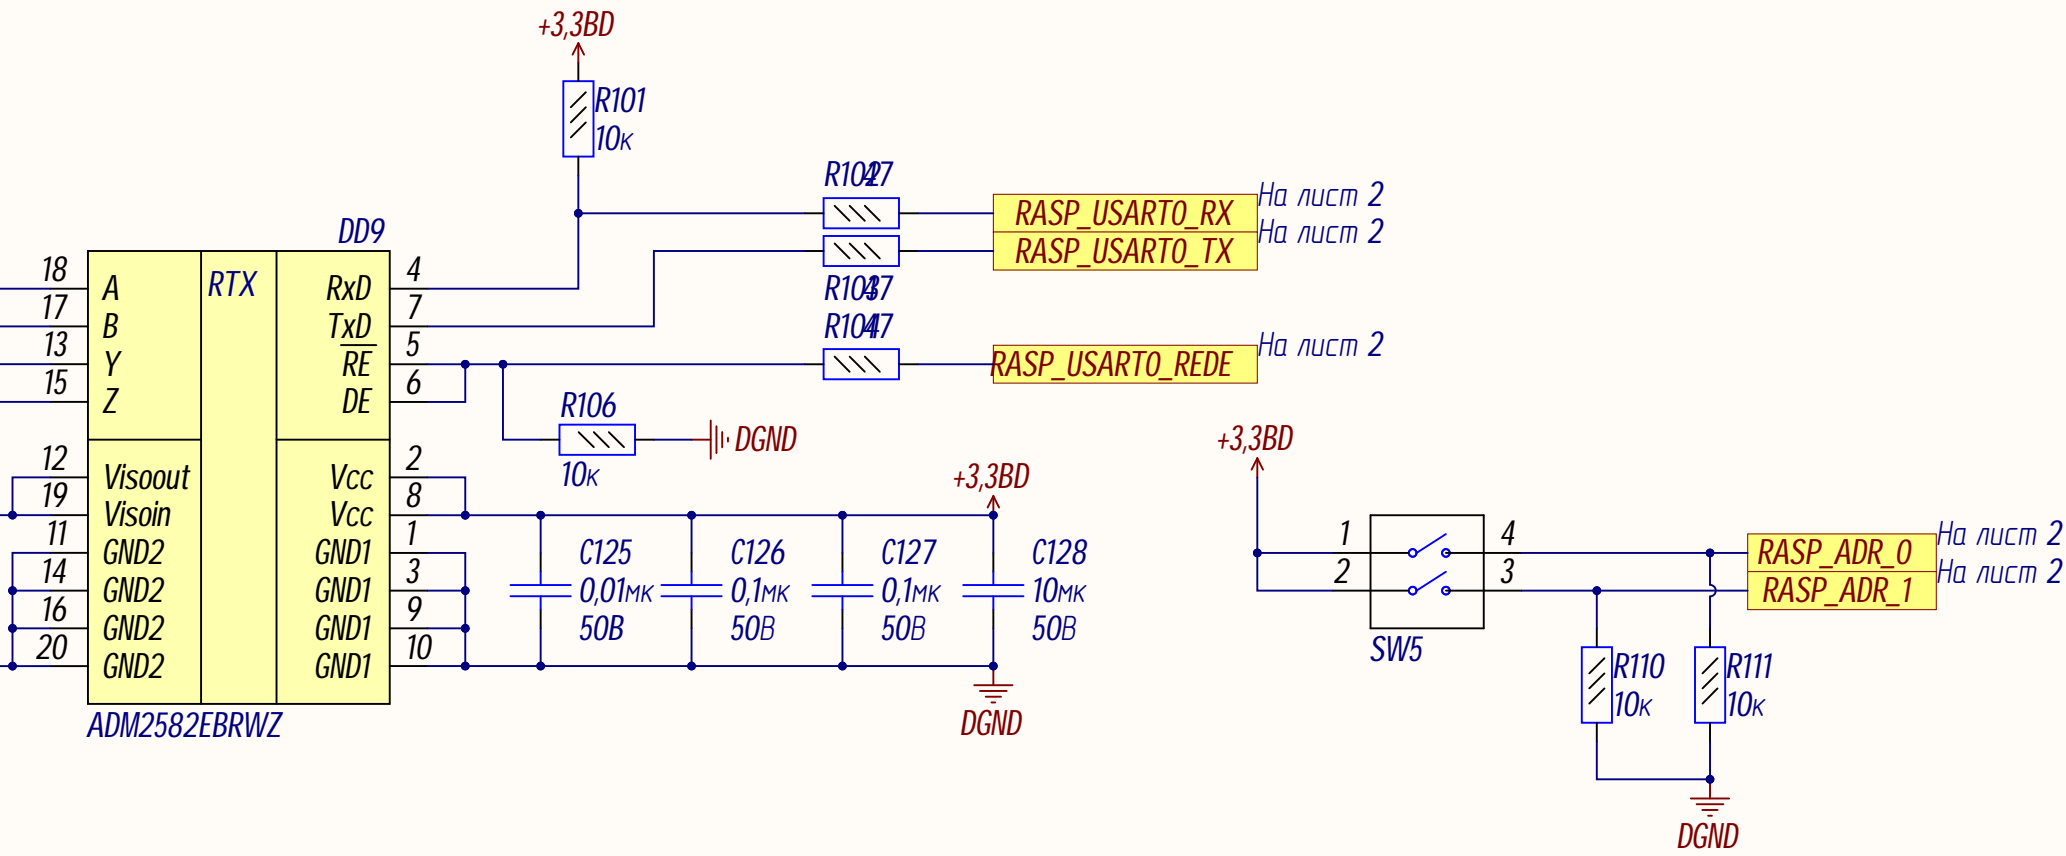 +3,3ВD
R101
10к
R102 47
RASP_USART0_RX
На лист 2
RASP_USART0_TX
На лист 2
R103 47
R104 47
RASP_USART0_REDE
На лист 2
DD9
RTX
18 A
17 B
13 Y
15 Z
12 Visoout
19 Visoin
11 GND2
14 GND2
16 GND2
20 GND2
RxD 4
TxD 7
RE 5
DE 6
Vcc 2
Vcc 8
GND1 1
GND1 3
GND1 9
GND1 10
ADM2582EBRWZ
R106
10к
DGND
+3,3ВD
C125
0,01мк
50В
C126
0,1мк
50В
C127
0,1мк
50В
C128
10мк
50В
DGND
+3,3ВD
1
2
4
3
SW5
RASP_ADR_0
На лист 2
RASP_ADR_1
На лист 2
R110
10к
R111
10к
DGND